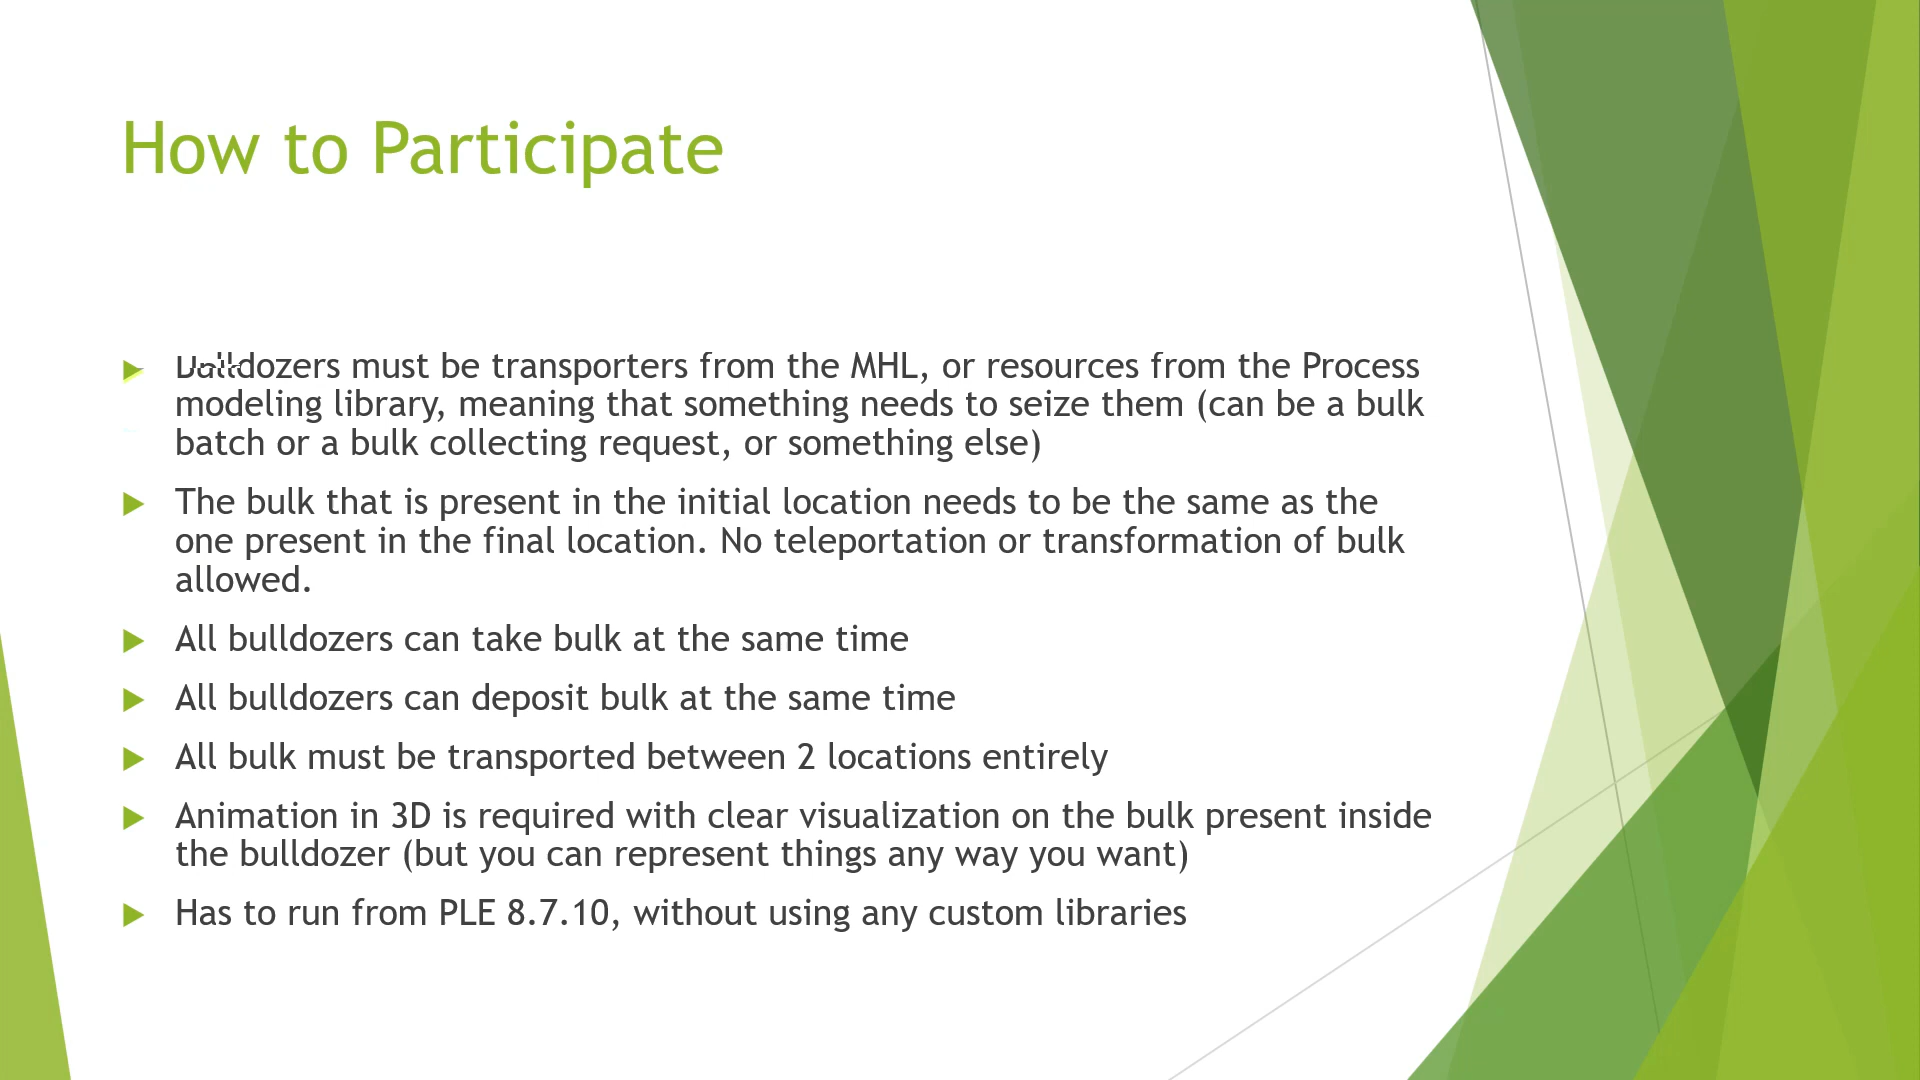 How to Participate
Bulldozers must be transporters from the MHL, or resources from the Process
modeling library, meaning that something needs to seize them (can be a bulk
batch or a bulk collecting request, or something else)
The bulk that is present in the initial location needs to be the same as the
one present in the final location. No teleportation or transformation of bulk
allowed.
All bulldozers can take bulk at the same time
All bulldozers can deposit bulk at the same time
All bulk must be transported between 2 locations entirely
Animation in 3D is required with clear visualization on the bulk present inside
the bulldozer (but you can represent things any way you want)
Has to run from PLE 8.7.10, without using any custom libraries